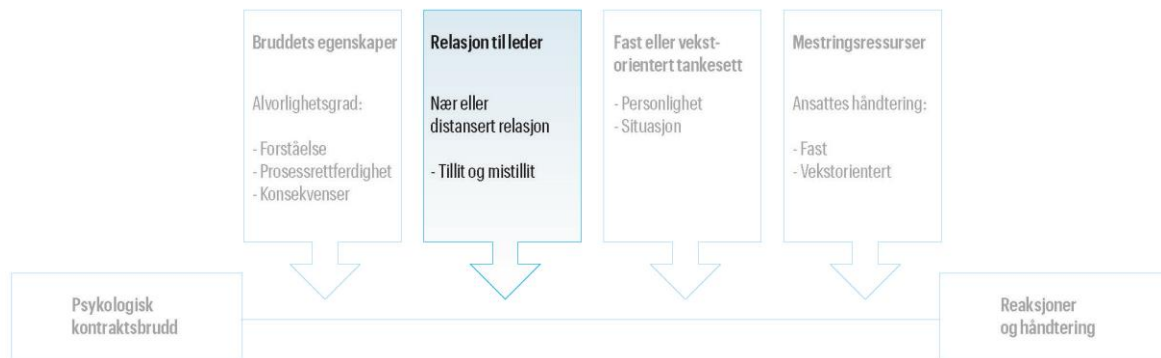 Bruddets egenskaper
Alvorlighetsgrad:
- Forståelse
- Prosessrettferdighet
- Konsekvenser
Relasjon til leder
Nær eller
distansert relasjon
- Tillit og mistillit
Fast eller vekst-
orientert tankesett
- Personlighet
- Situasjon
Mestringsressurser
Ansattes håndtering:
- Fast
- Vekstorientert
Psykologisk
kontraktsbrudd
Reaksjoner
og håndtering